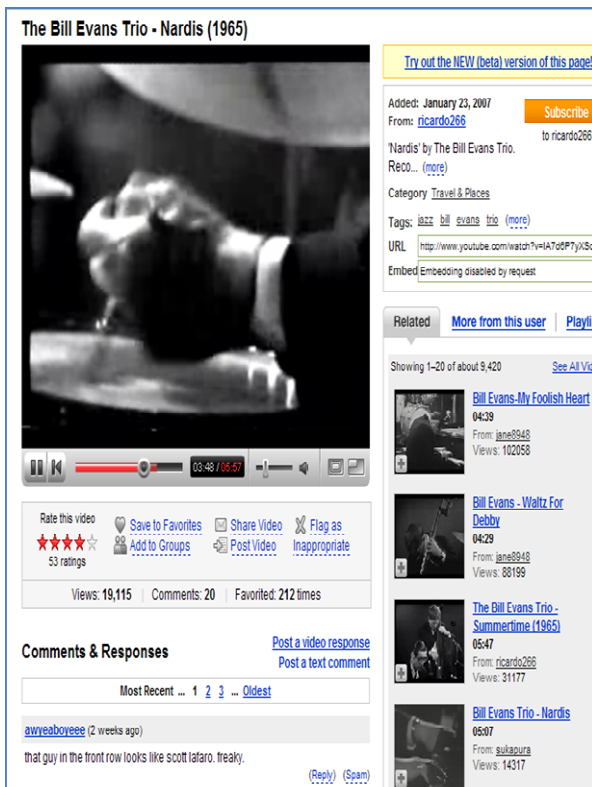 The Bill Evans Trio - Nardis (1965)
03:48 / 05:57
Rate this video
53 ratings
Save to Favorites
Add to Groups
Share Video
Post Video
Flag as
Inappropriate
Views: 19,115 | Comments: 20 | Favorited: 212 times
Comments & Responses
Post a video response
Post a text comment
Most Recent ... 1 2 3 ... Oldest
awyeaboyeee (2 weeks ago)
that guy in the front row looks like scott lafaro. freaky.
(Reply) (Spam)
Try out the NEW (beta) version of this page!
Added: January 23, 2007
From: ricardo266
Subscribe
to ricardo266
'Nardis' by The Bill Evans Trio.
Reco... (more)
Category Travel & Places
Tags: jazz bill evans trio (more)
URL http://www.youtube.com/watch?v=
Embed Embedding disabled by request
Related
More from this user
Showing 1-20 of about 9,420
See All
Bill Evans-My Foolish Heart
04:39
From: jane8948
Views: 102058
Bill Evans - Waltz For
Debby
04:29
From: jane8948
Views: 88199
The Bill Evans Trio -
Summertime (1965)
05:47
From: ricardo266
Views: 31177
Bill Evans Trio - Nardis
05:07
From: sukapura
Views: 14317